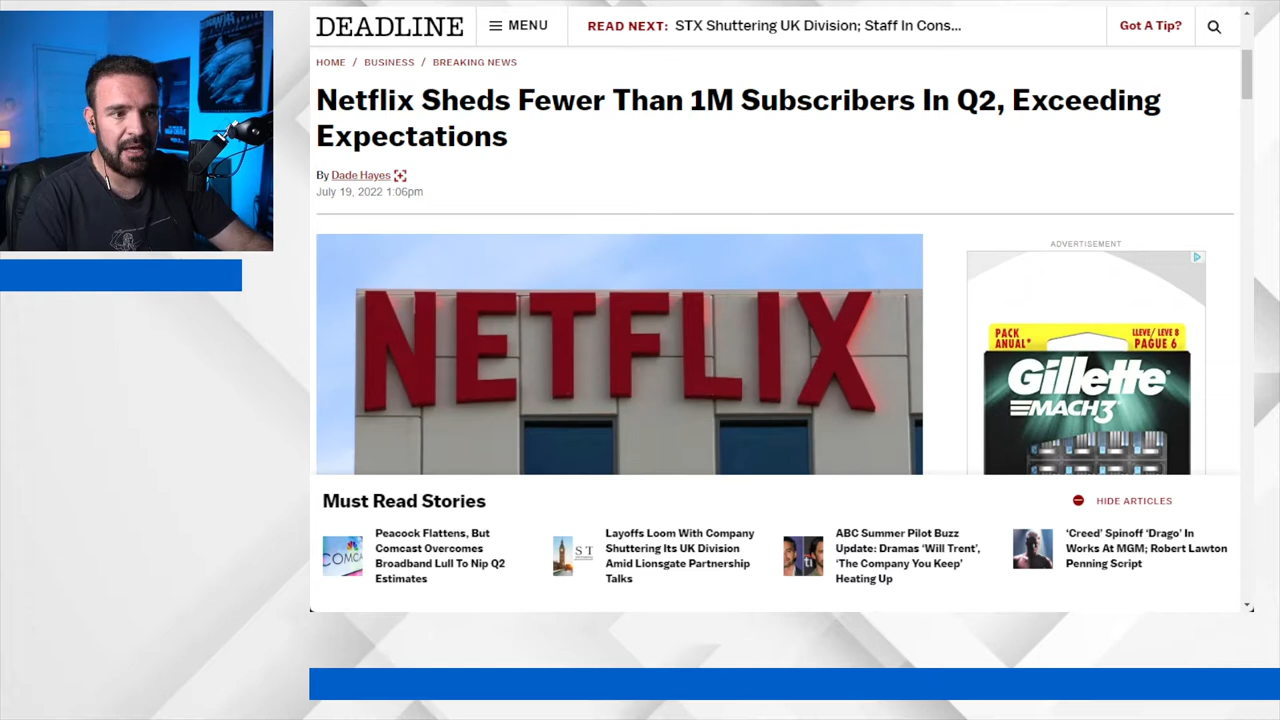 DEADLINE
MENU
READ NEXT: STX Shuttering UK Division; Staff In Cons...
Got A Tip?
HOME / BUSINESS / BREAKING NEWS
Netflix Sheds Fewer Than 1M Subscribers In Q2, Exceeding
Expectations
By Dade Hayes
July 19, 2022 1:06pm
ADVERTISEMENT
NETFLIX
PACK
ANUAL*
LLEVE/ LEVE 8
PAGUE 6
Gillette
MACH3
Must Read Stories
HIDE ARTICLES
Peacock Flattens, But
Comcast Overcomes
Broadband Lull To Nip Q2
Estimates
Layoffs Loom With Company
Shuttering Its UK Division
Amid Lionsgate Partnership
Talks
ABC Summer Pilot Buzz
Update: Dramas ‘Will Trent’,
‘The Company You Keep’
Heating Up
‘Creed’ Spinoff ‘Drago’ In
Works At MGM; Robert Lawton
Penning Script